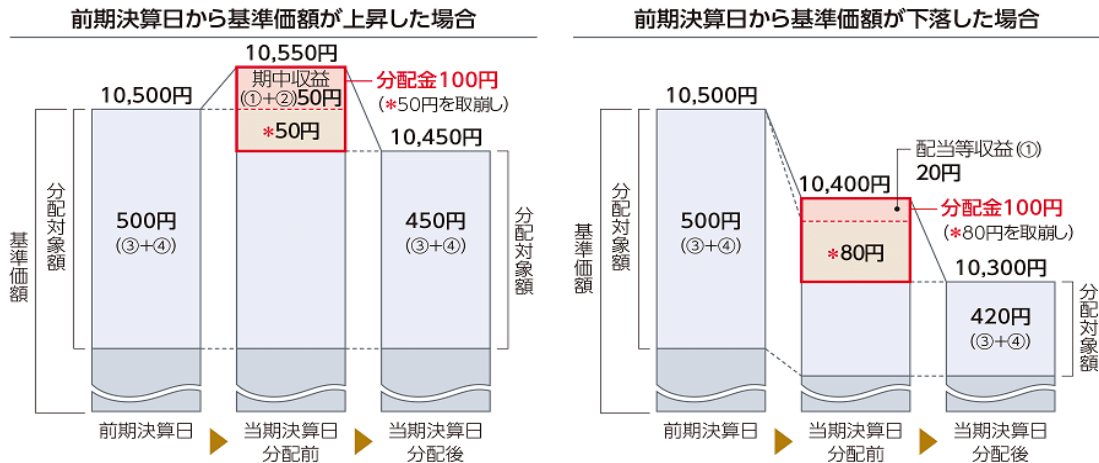 前期決算日から基準価額が上昇した場合
10,550円
期中収益
(①+②)50円
分配金100円
(*50円を取崩し)
10,500円
*50円
10,450円
基準価額
分配対象額
500円
(③+④)
450円
(③+④)
分配対象額
前期決算日
当期決算日
分配前
当期決算日
分配後
前期決算日から基準価額が下落した場合
10,500円
配当等収益(①)
20円
10,400円
分配金100円
(*80円を取崩し)
基準価額
分配対象額
500円
(③+④)
*80円
10,300円
420円
(③+④)
分配対象額
前期決算日
当期決算日
分配前
当期決算日
分配後